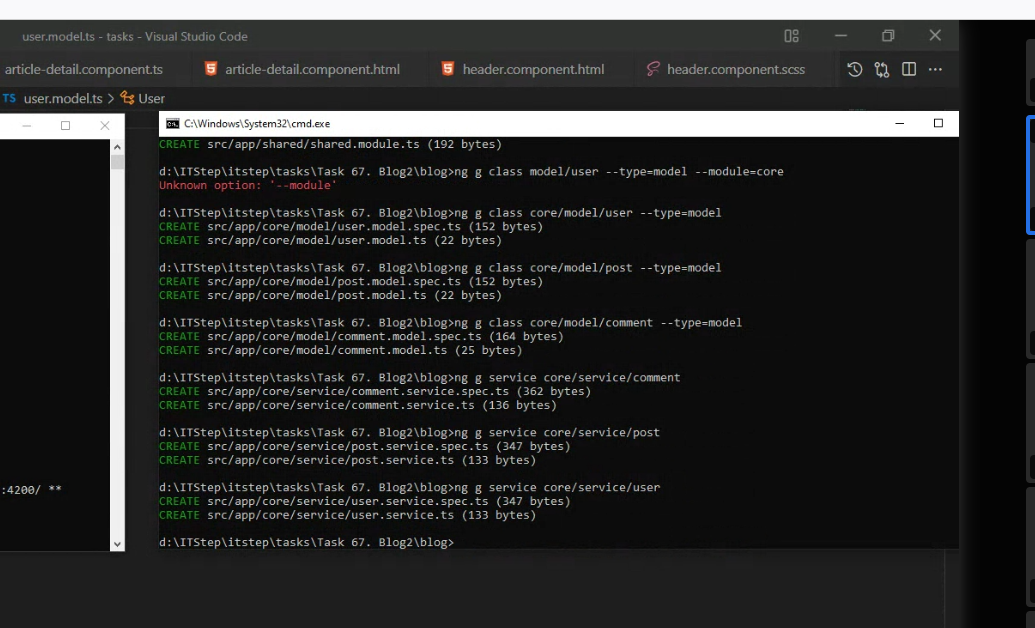 user.model.ts - tasks - Visual Studio Code
article-detail.component.ts
article-detail.component.html
header.component.html
header.component.scss
TS user.model.ts > User
C:\Windows\System32\cmd.exe
CREATE src/app/shared/shared.module.ts (192 bytes)
d:\ITStep\itstep\tasks\Task 67. Blog2\blog>ng g class model/user --type=model --module=core
Unknown option: '--module'
d:\ITStep\itstep\tasks\Task 67. Blog2\blog>ng g class core/model/user --type=model
CREATE src/app/core/model/user.model.spec.ts (152 bytes)
CREATE src/app/core/model/user.model.ts (22 bytes)
d:\ITStep\itstep\tasks\Task 67. Blog2\blog>ng g class core/model/post --type=model
CREATE src/app/core/model/post.model.spec.ts (152 bytes)
CREATE src/app/core/model/post.model.ts (22 bytes)
d:\ITStep\itstep\tasks\Task 67. Blog2\blog>ng g class core/model/comment --type=model
CREATE src/app/core/model/comment.model.spec.ts (164 bytes)
CREATE src/app/core/model/comment.model.ts (25 bytes)
d:\ITStep\itstep\tasks\Task 67. Blog2\blog>ng g service core/service/comment
CREATE src/app/core/service/comment.service.spec.ts (362 bytes)
CREATE src/app/core/service/comment.service.ts (136 bytes)
d:\ITStep\itstep\tasks\Task 67. Blog2\blog>ng g service core/service/post
CREATE src/app/core/service/post.service.spec.ts (347 bytes)
CREATE src/app/core/service/post.service.ts (133 bytes)
:4200/ **
d:\ITStep\itstep\tasks\Task 67. Blog2\blog>ng g service core/service/user
CREATE src/app/core/service/user.service.spec.ts (347 bytes)
CREATE src/app/core/service/user.service.ts (133 bytes)
d:\ITStep\itstep\tasks\Task 67. Blog2\blog>